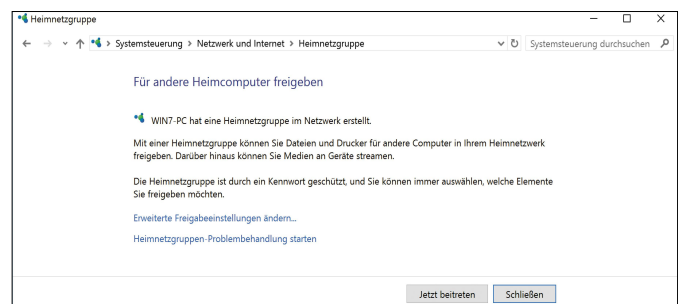 Heimnetzgruppe
Systemsteuerung > Netzwerk und Internet > Heimnetzgruppe
Systemsteuerung durchsuchen
Für andere Heimcomputer freigeben
WIN7-PC hat eine Heimnetzgruppe im Netzwerk erstellt.
Mit einer Heimnetzgruppe können Sie Dateien und Drucker für andere Computer in Ihrem Heimnetzwerk
freigeben. Darüber hinaus können Sie Medien an Geräte streamen.
Die Heimnetzgruppe ist durch ein Kennwort geschützt, und Sie können immer auswählen, welche Elemente
Sie freigeben möchten.
Erweiterte Freigabeeinstellungen ändern...
Heimnetzgruppen-Problembehandlung starten
Jetzt beitreten
Schließen